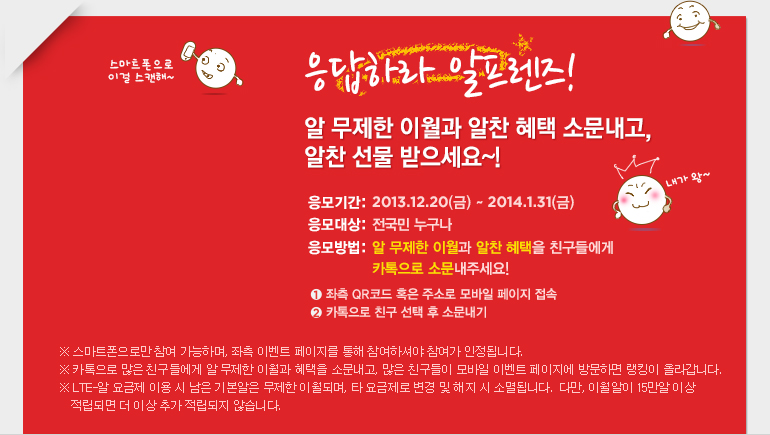 스마트폰으로
이걸 스캔해~
응답하라 알프렌즈!
알 무제한 이월과 알찬 혜택 소문내고,
알찬 선물 받으세요~!
내가 왕~
응모기간: 2013.12.20(금) ~ 2014.1.31(금)
응모대상: 전국민 누구나
응모방법: 알 무제한 이월과 알찬 혜택을 친구들에게
카톡으로 소문내주세요!
❶ 좌측 QR코드 혹은 주소로 모바일 페이지 접속
❷ 카톡으로 친구 선택 후 소문내기
※ 스마트폰으로만 참여 가능하며, 좌측 이벤트 페이지를 통해 참여하셔야 참여가 인정됩니다.
※ 카톡으로 많은 친구들에게 알 무제한 이월과 혜택을 소문내고, 많은 친구들이 모바일 이벤트 페이지에 방문하면 랭킹이 올라갑니다.
※ LTE-알 요금제 이용 시 남은 기본알은 무제한 이월되며, 타 요금제로 변경 및 해지 시 소멸됩니다. 다만, 이월알이 15만알 이상
적립되면 더 이상 추가 적립되지 않습니다.